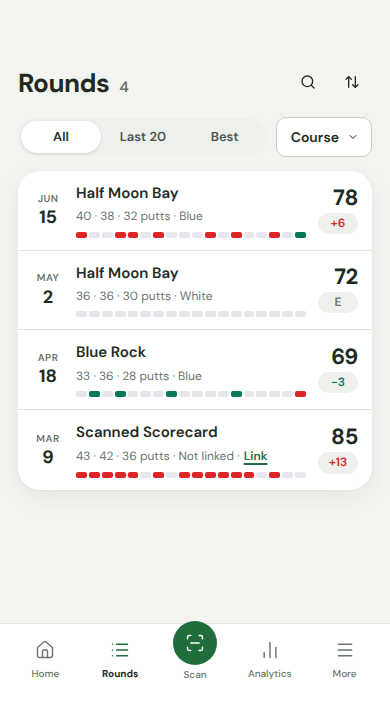 Rounds 4
All Last 20 Best Course
JUN
15
Half Moon Bay
40 · 38 · 32 putts · Blue
78
+6
MAY
2
Half Moon Bay
36 · 36 · 30 putts · White
72
E
APR
18
Blue Rock
33 · 36 · 28 putts · Blue
69
−3
MAR
9
Scanned Scorecard
43 · 42 · 36 putts · Not linked · Link
85
+13
Home Rounds Scan Analytics More